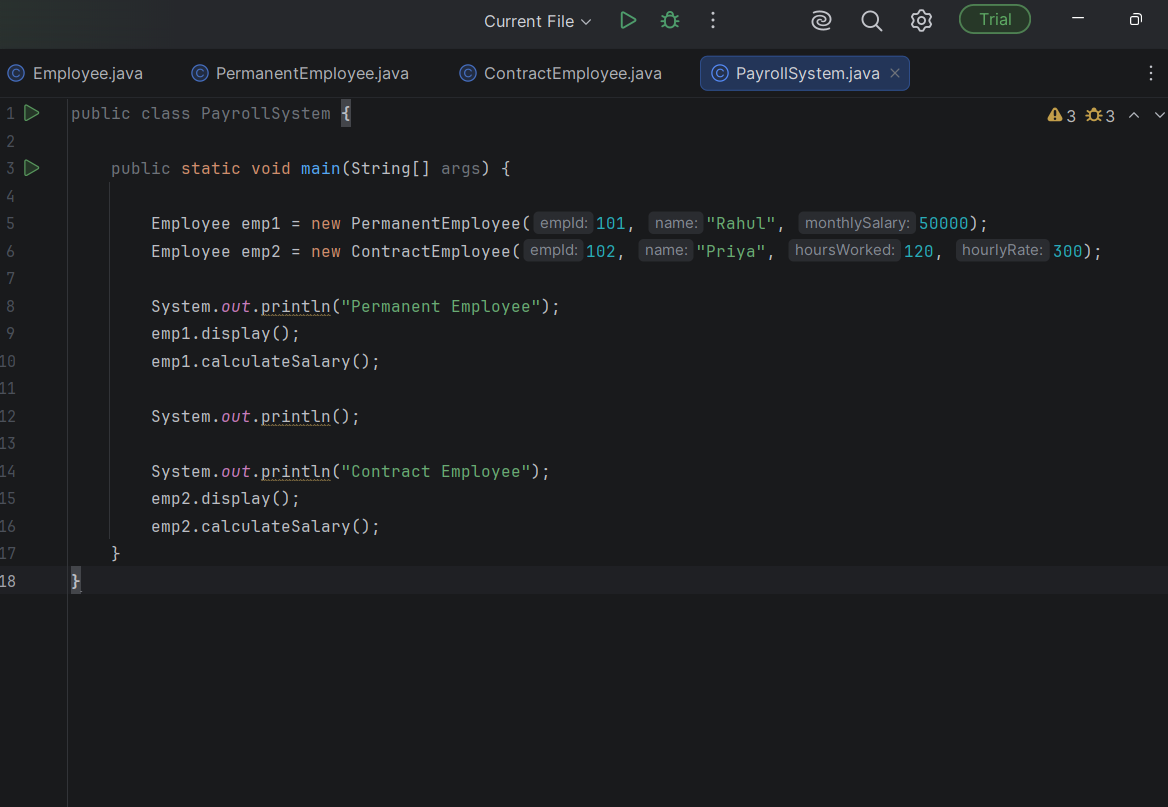 Current File
Trial
Employee.java PermanentEmployee.java ContractEmployee.java PayrollSystem.java
1 public class PayrollSystem { 3 3
2
3 public static void main(String[] args) {
4
5 Employee emp1 = new PermanentEmployee( empId: 101, name: "Rahul", monthlySalary: 50000);
6 Employee emp2 = new ContractEmployee( empId: 102, name: "Priya", hoursWorked: 120, hourlyRate: 300);
7
8 System.out.println("Permanent Employee");
9 emp1.display();
10 emp1.calculateSalary();
11
12 System.out.println();
13
14 System.out.println("Contract Employee");
15 emp2.display();
16 emp2.calculateSalary();
17 }
18 }